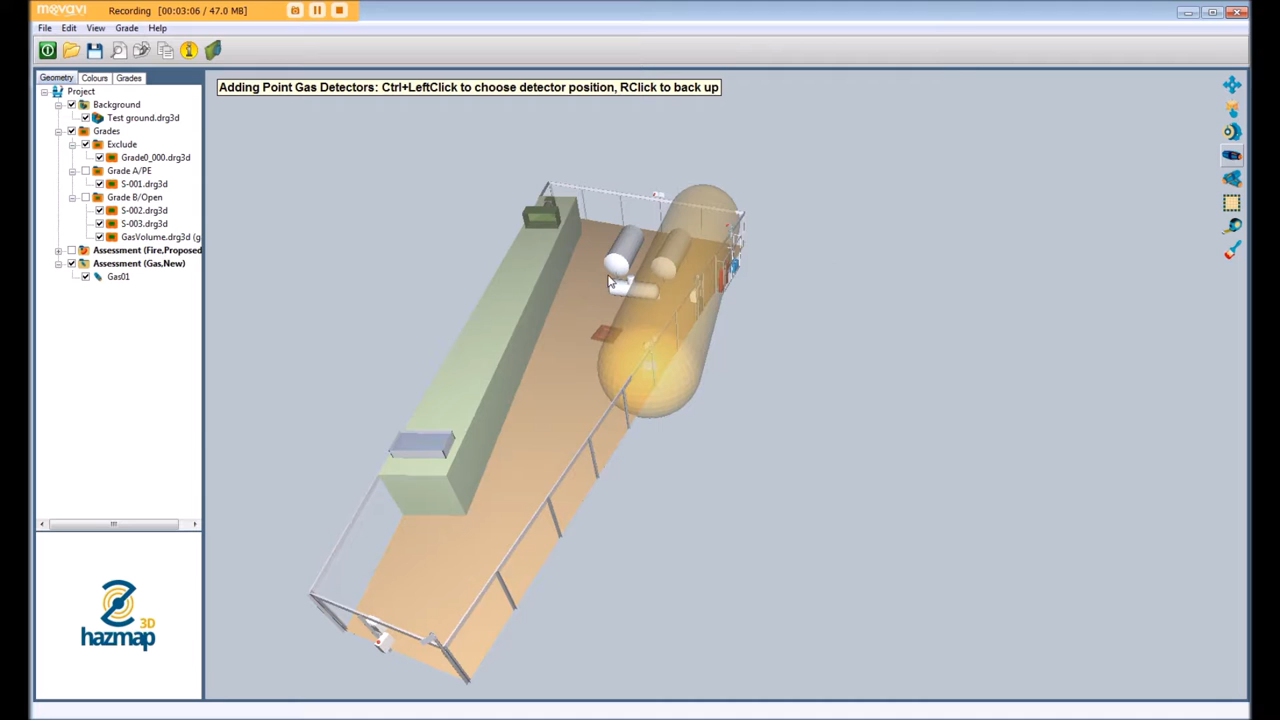 movavi
Recording [00:03:06 / 47.0 MB]
File Edit View Grade Help
Geometry Colours Grades
Adding Point Gas Detectors: Ctrl+LeftClick to choose detector position, RClick to back up
Project
Background
Test ground.drg3d
Grades
Exclude
Grade0_000.drg3d
Grade A/PE
S-001.drg3d
Grade B/Open
S-002.drg3d
S-003.drg3d
GasVolume.drg3d (g
Assessment (Fire,Proposed
Assessment (Gas,New)
Gas01
3D
hazmap